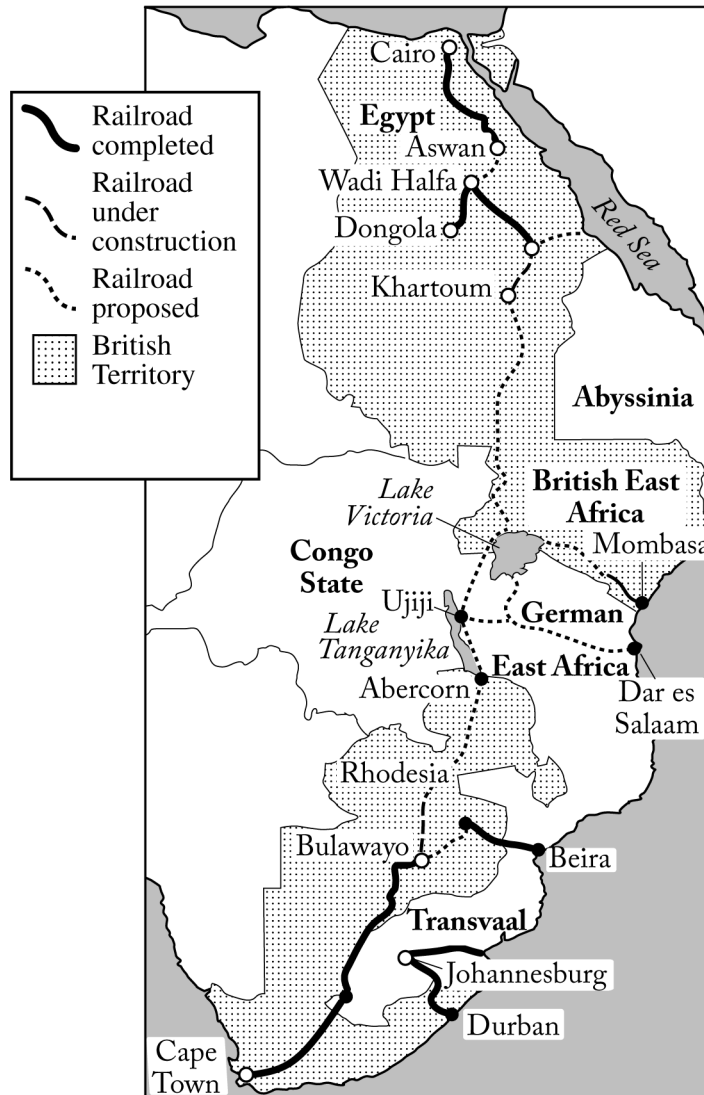 Railroad
completed
Railroad
under
construction
Railroad
proposed
British
Territory
Cairo
Egypt
Aswan
Wadi Halfa
Dongola
Red Sea
Khartoum
Abyssinia
Lake
Victoria
British East
Africa
Mombasa
Congo
State
Ujiji
German
East Africa
Lake
Tanganyika
Abercorn
Dar es
Salaam
Rhodesia
Bulawayo
Beira
Transvaal
Johannesburg
Durban
Cape
Town